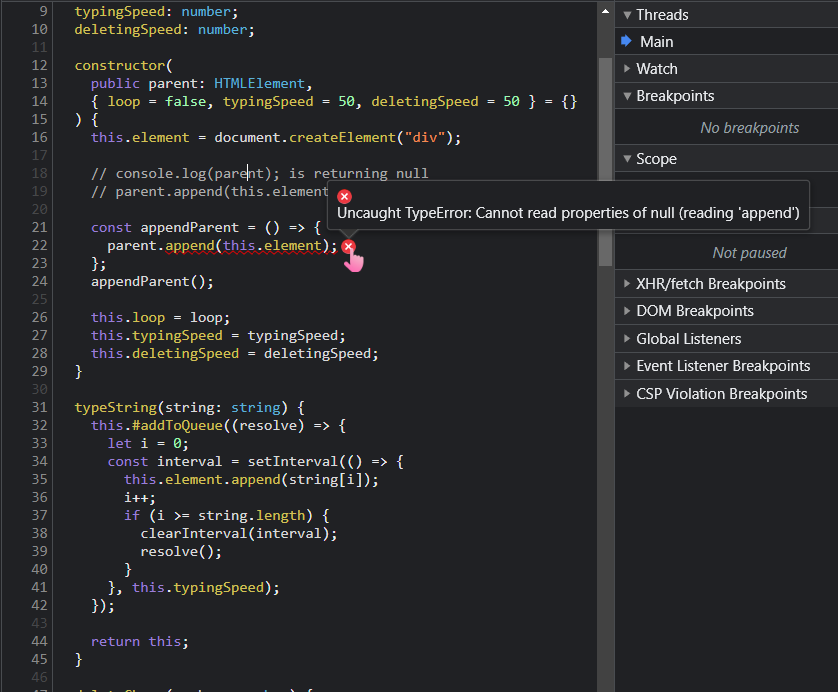 9 typingSpeed: number;
10 deletingSpeed: number;
11
12 constructor(
13 public parent: HTMLElement,
14 { loop = false, typingSpeed = 50, deletingSpeed = 50 } = {}
15 ) {
16 this.element = document.createElement("div");
17
18 // console.log(parent); is returning null
19 // parent.append(this.element
20
21 const appendParent = () => {
22 parent.append(this.element);
23 };
24 appendParent();
25
26 this.loop = loop;
27 this.typingSpeed = typingSpeed;
28 this.deletingSpeed = deletingSpeed;
29 }
30
31 typeString(string: string) {
32 this.#addToQueue((resolve) => {
33 let i = 0;
34 const interval = setInterval(() => {
35 this.element.append(string[i]);
36 i++;
37 if (i >= string.length) {
38 clearInterval(interval);
39 resolve();
40 }
41 }, this.typingSpeed);
42 });
43
44 return this;
45 }
46
Uncaught TypeError: Cannot read properties of null (reading 'append')
Threads
Main
Watch
Breakpoints
No breakpoints
Scope
Not paused
XHR/fetch Breakpoints
DOM Breakpoints
Global Listeners
Event Listener Breakpoints
CSP Violation Breakpoints